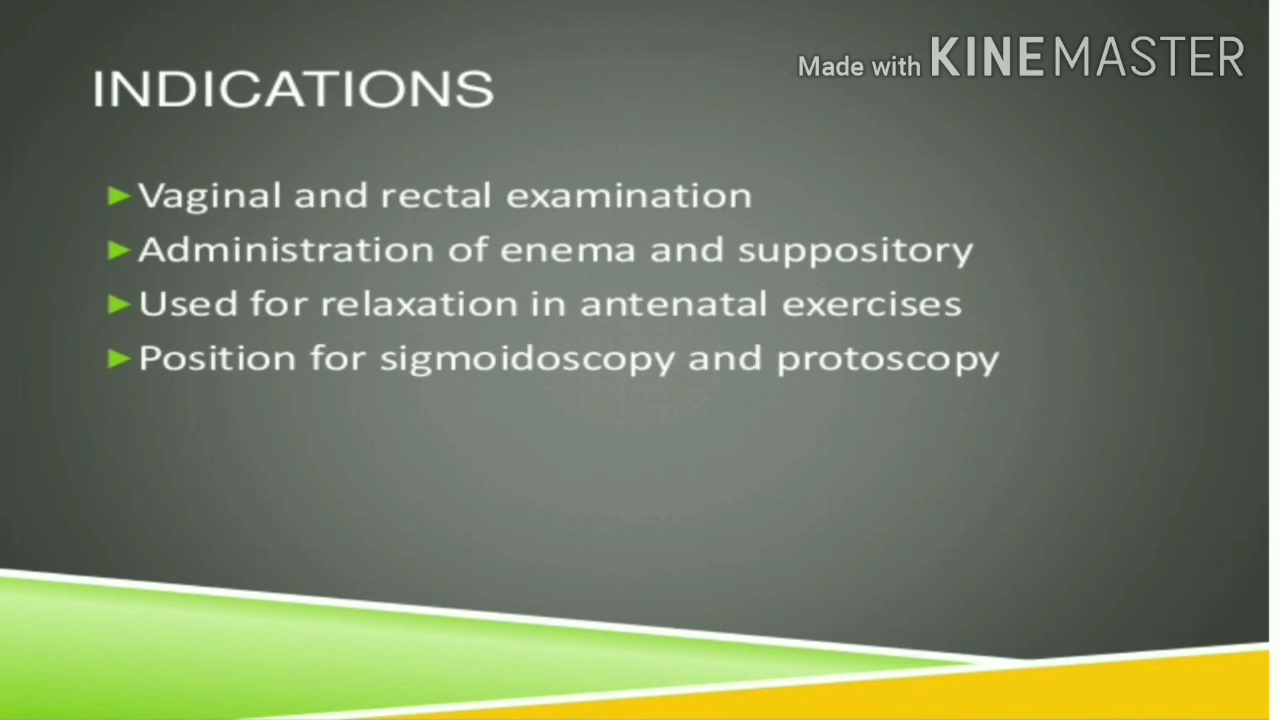 Made with KINEMASTER
INDICATIONS
Vaginal and rectal examination
Administration of enema and suppository
Used for relaxation in antenatal exercises
Position for sigmoidoscopy and protoscopy